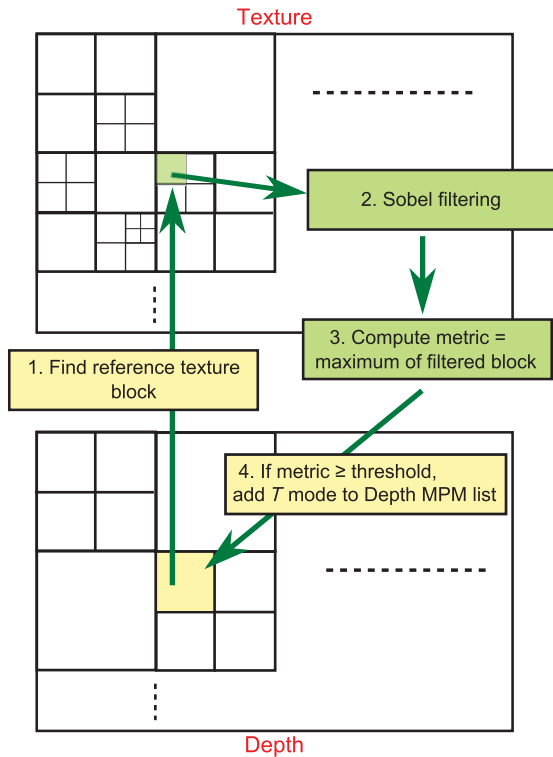 Texture
2. Sobel filtering
3. Compute metric =
maximum of filtered block
1. Find reference texture
block
4. If metric ≥ threshold,
add T mode to Depth MPM list
Depth